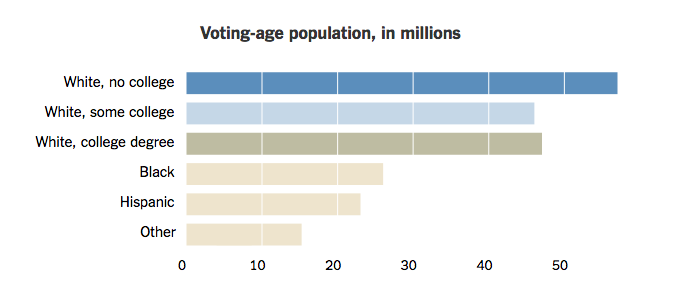 Voting-age population, in millions
White, no college
White, some college
White, college degree
Black
Hispanic
Other
0 10 20 30 40 50